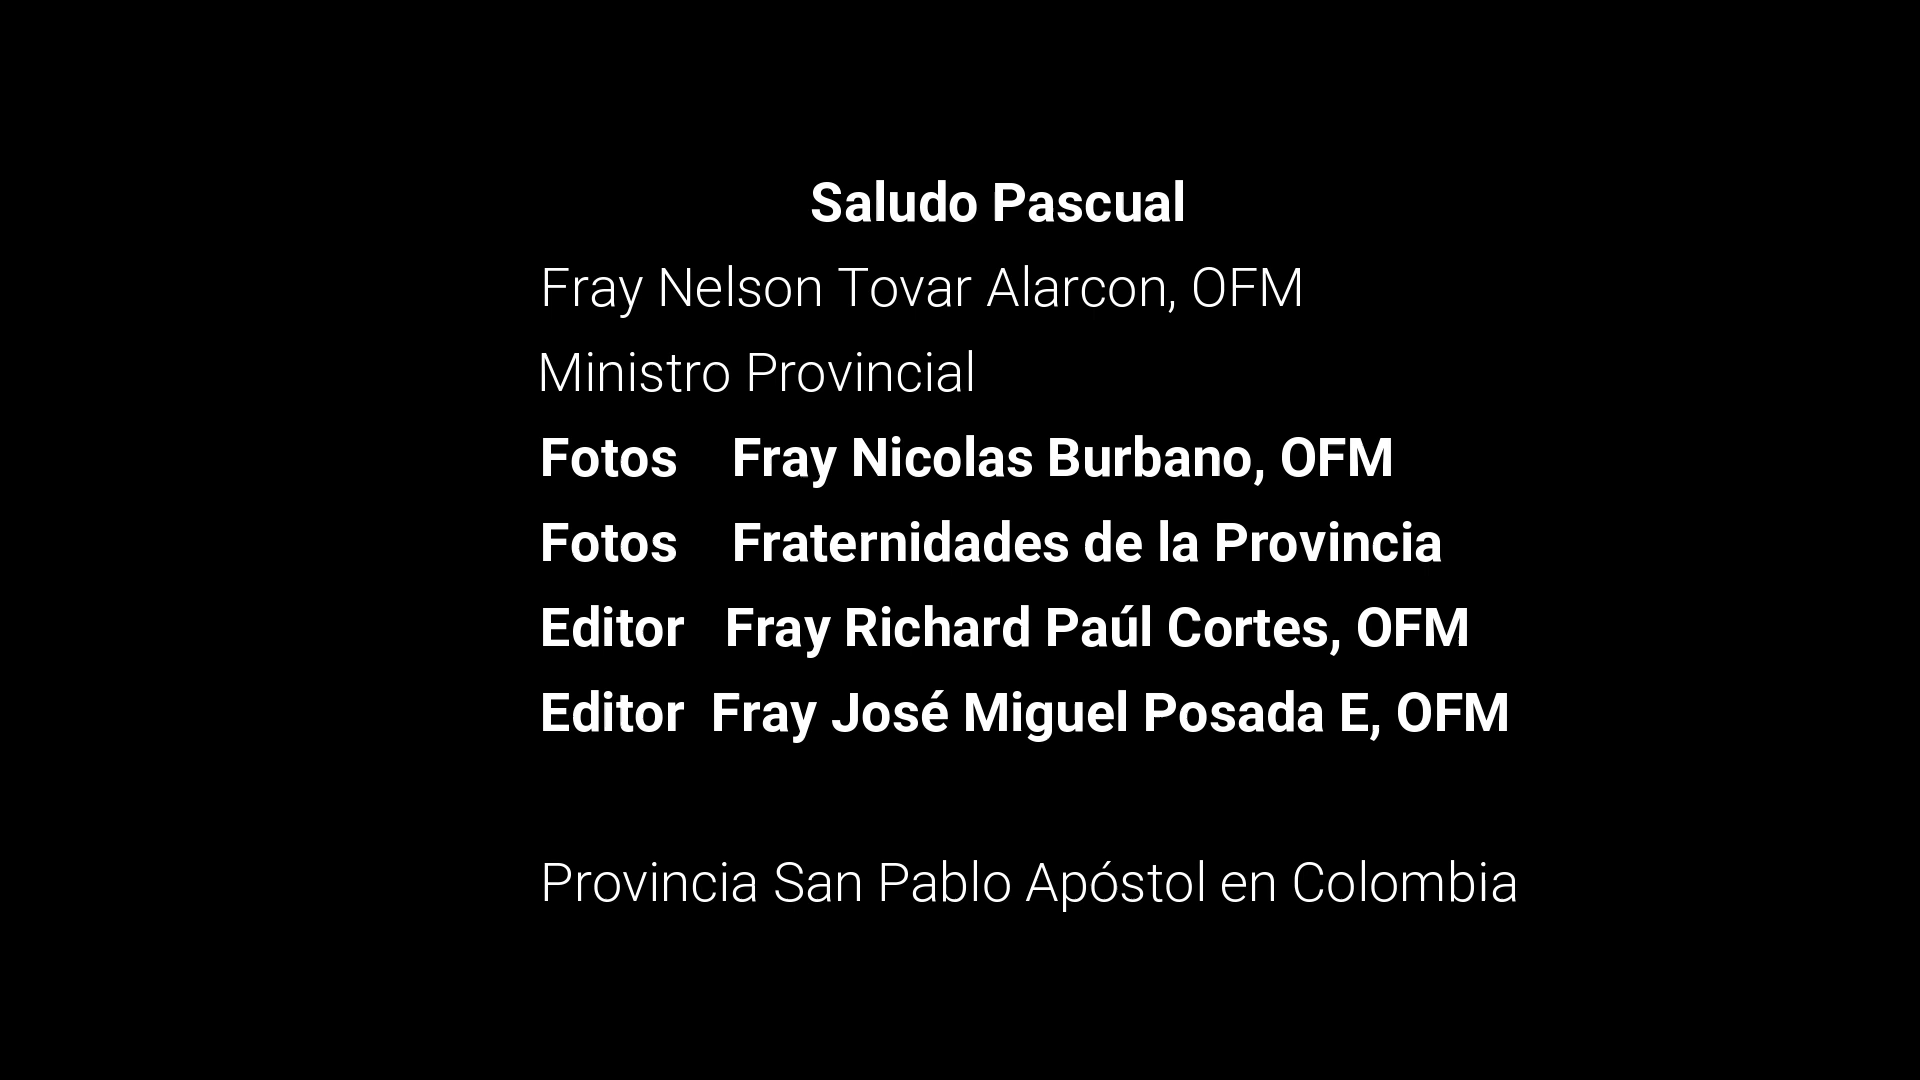 Saludo Pascual
Fray Nelson Tovar Alarcon, OFM
Ministro Provincial
Fotos Fray Nicolas Burbano, OFM
Fotos Fraternidades de la Provincia
Editor Fray Richard Paúl Cortes, OFM
Editor Fray José Miguel Posada E, OFM
Provincia San Pablo Apóstol en Colombia